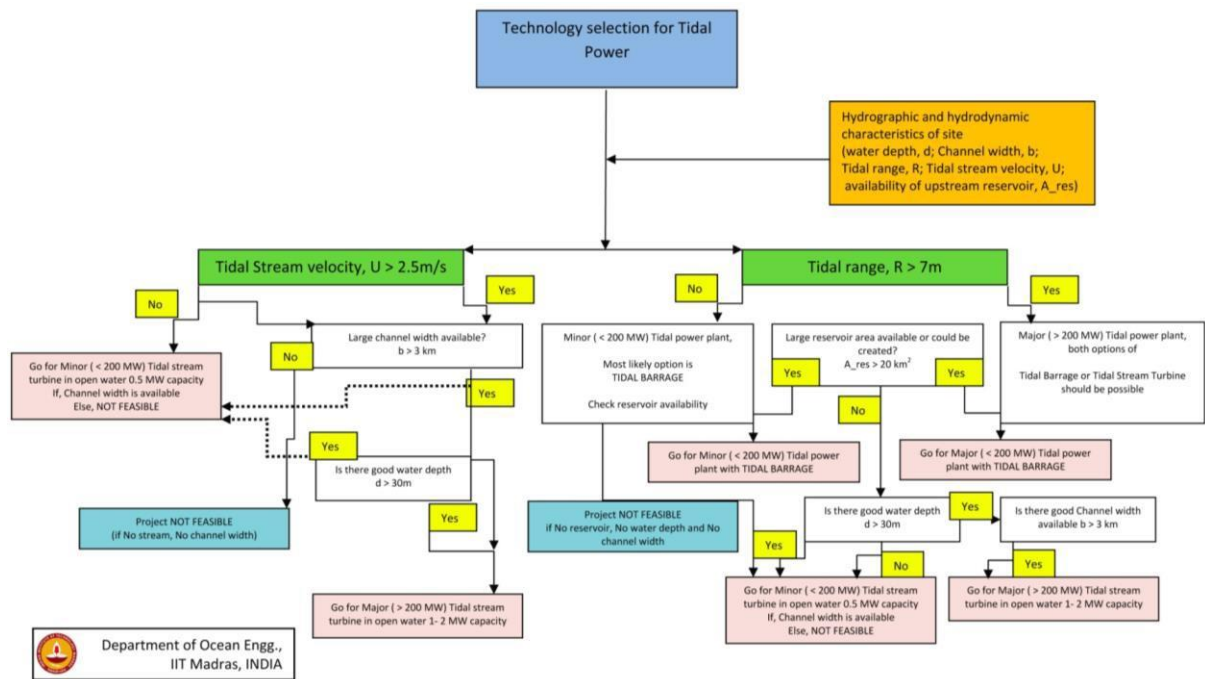 Technology selection for Tidal
Power
Hydrographic and hydrodynamic
characteristics of site
(water depth, d; Channel width, b;
Tidal range, R; Tidal stream velocity, U;
availability of upstream reservoir, A_res)
Tidal Stream velocity, U > 2.5m/s
Tidal range, R > 7m
No
Yes
No
Yes
Large channel width available?
b > 3 km
Minor ( < 200 MW) Tidal power plant,
Most likely option is
TIDAL BARRAGE
Check reservoir availability
Large reservoir area available or could be
created?
A_res > 20 km²
Major ( > 200 MW) Tidal power plant,
both options of
Tidal Barrage or Tidal Stream Turbine
should be possible
Go for Minor ( < 200 MW) Tidal stream
turbine in open water 0.5 MW capacity
If, Channel width is available
Else, NOT FEASIBLE
No
Yes
Yes
Yes
No
Yes
Is there good water depth
d > 30m
Go for Minor ( < 200 MW) Tidal power
plant with TIDAL BARRAGE
Go for Major ( < 200 MW) Tidal power
plant with TIDAL BARRAGE
Project NOT FEASIBLE
(if No stream, No channel width)
Yes
Project NOT FEASIBLE
if No reservoir, No water depth and No
channel width
Yes
Is there good water depth
d > 30m
Yes
Is there good Channel width
available b > 3 km
No
Yes
Go for Major ( > 200 MW) Tidal stream
turbine in open water 1- 2 MW capacity
Go for Minor ( < 200 MW) Tidal stream
turbine in open water 0.5 MW capacity
If, Channel width is available
Else, NOT FEASIBLE
Go for Major ( > 200 MW) Tidal stream
turbine in open water 1- 2 MW capacity
Department of Ocean Engg.,
IIT Madras, INDIA